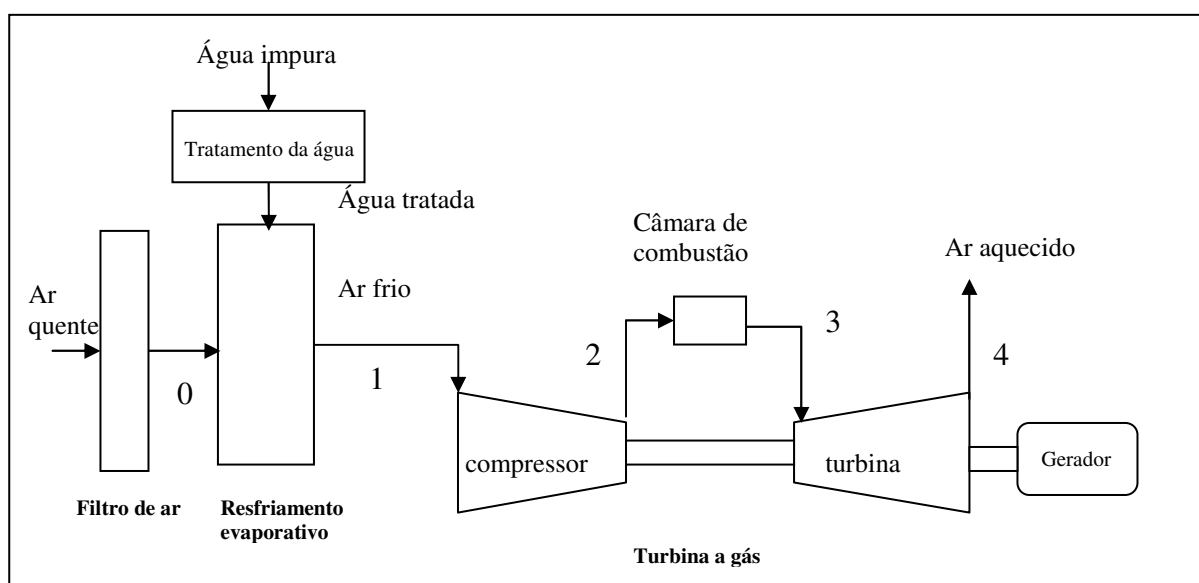 Água impura
Tratamento da água
Água tratada
Câmara de
combustão
Ar aquecido
Ar
quente
Ar frio
0
1
2
3
4
compressor
turbina
Gerador
Filtro de ar
Resfriamento
evaporativo
Turbina a gás